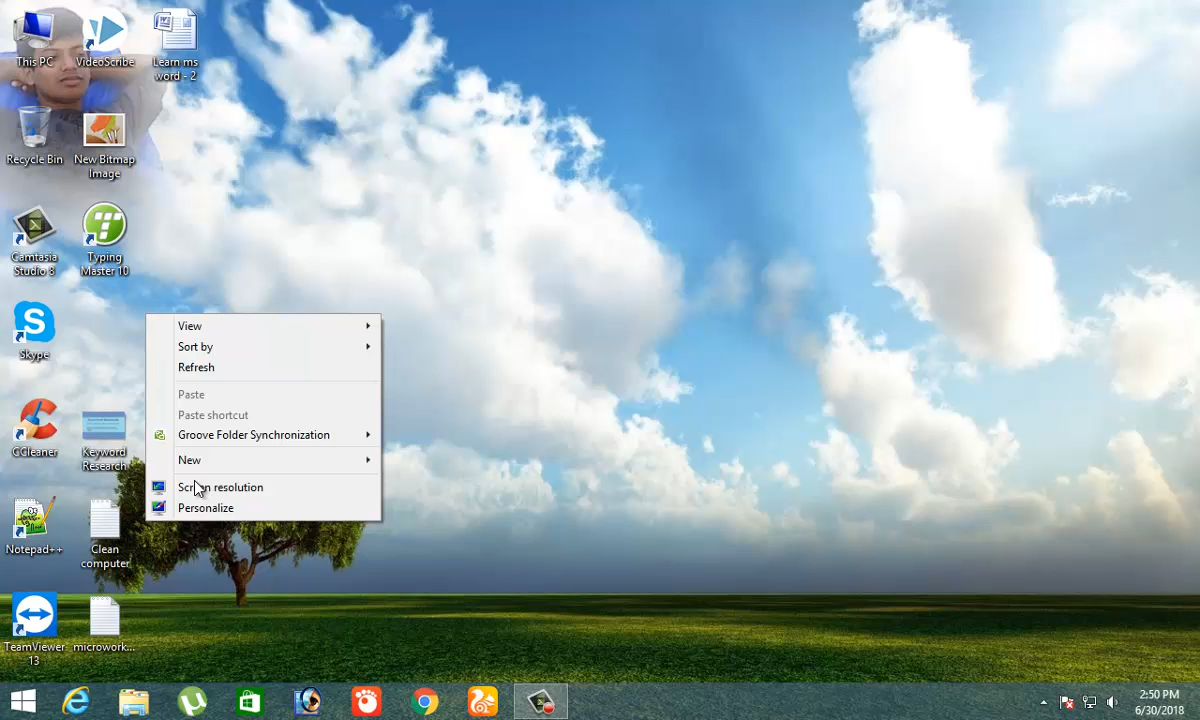 This PC
VideoScribe
Learn ms
word - 2
Recycle Bin
New Bitmap
Image
Camtasia
Studio 8
Typing
Master 10
Skype
CCleaner
Keyword
Research
Notepad++
Clean
computer
TeamViewer
13
microwork...
View
Sort by
Refresh
Paste
Paste shortcut
Groove Folder Synchronization
New
Screen resolution
Personalize
2:50 PM
6/30/2018